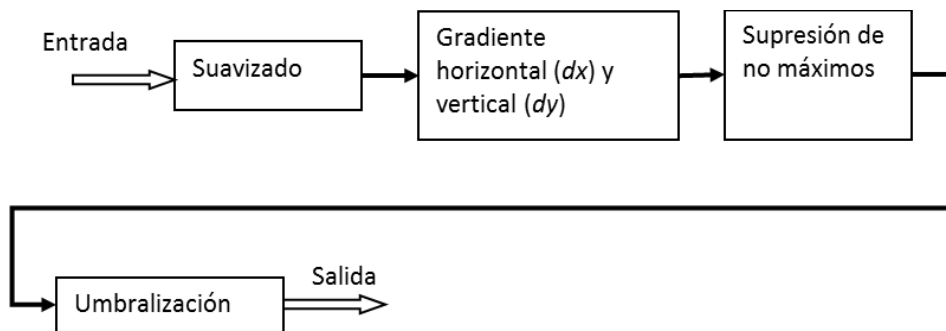 Entrada
Suavizado
Gradiente
horizontal (dx) y
vertical (dy)
Supresión de
no máximos
Umbralización
Salida